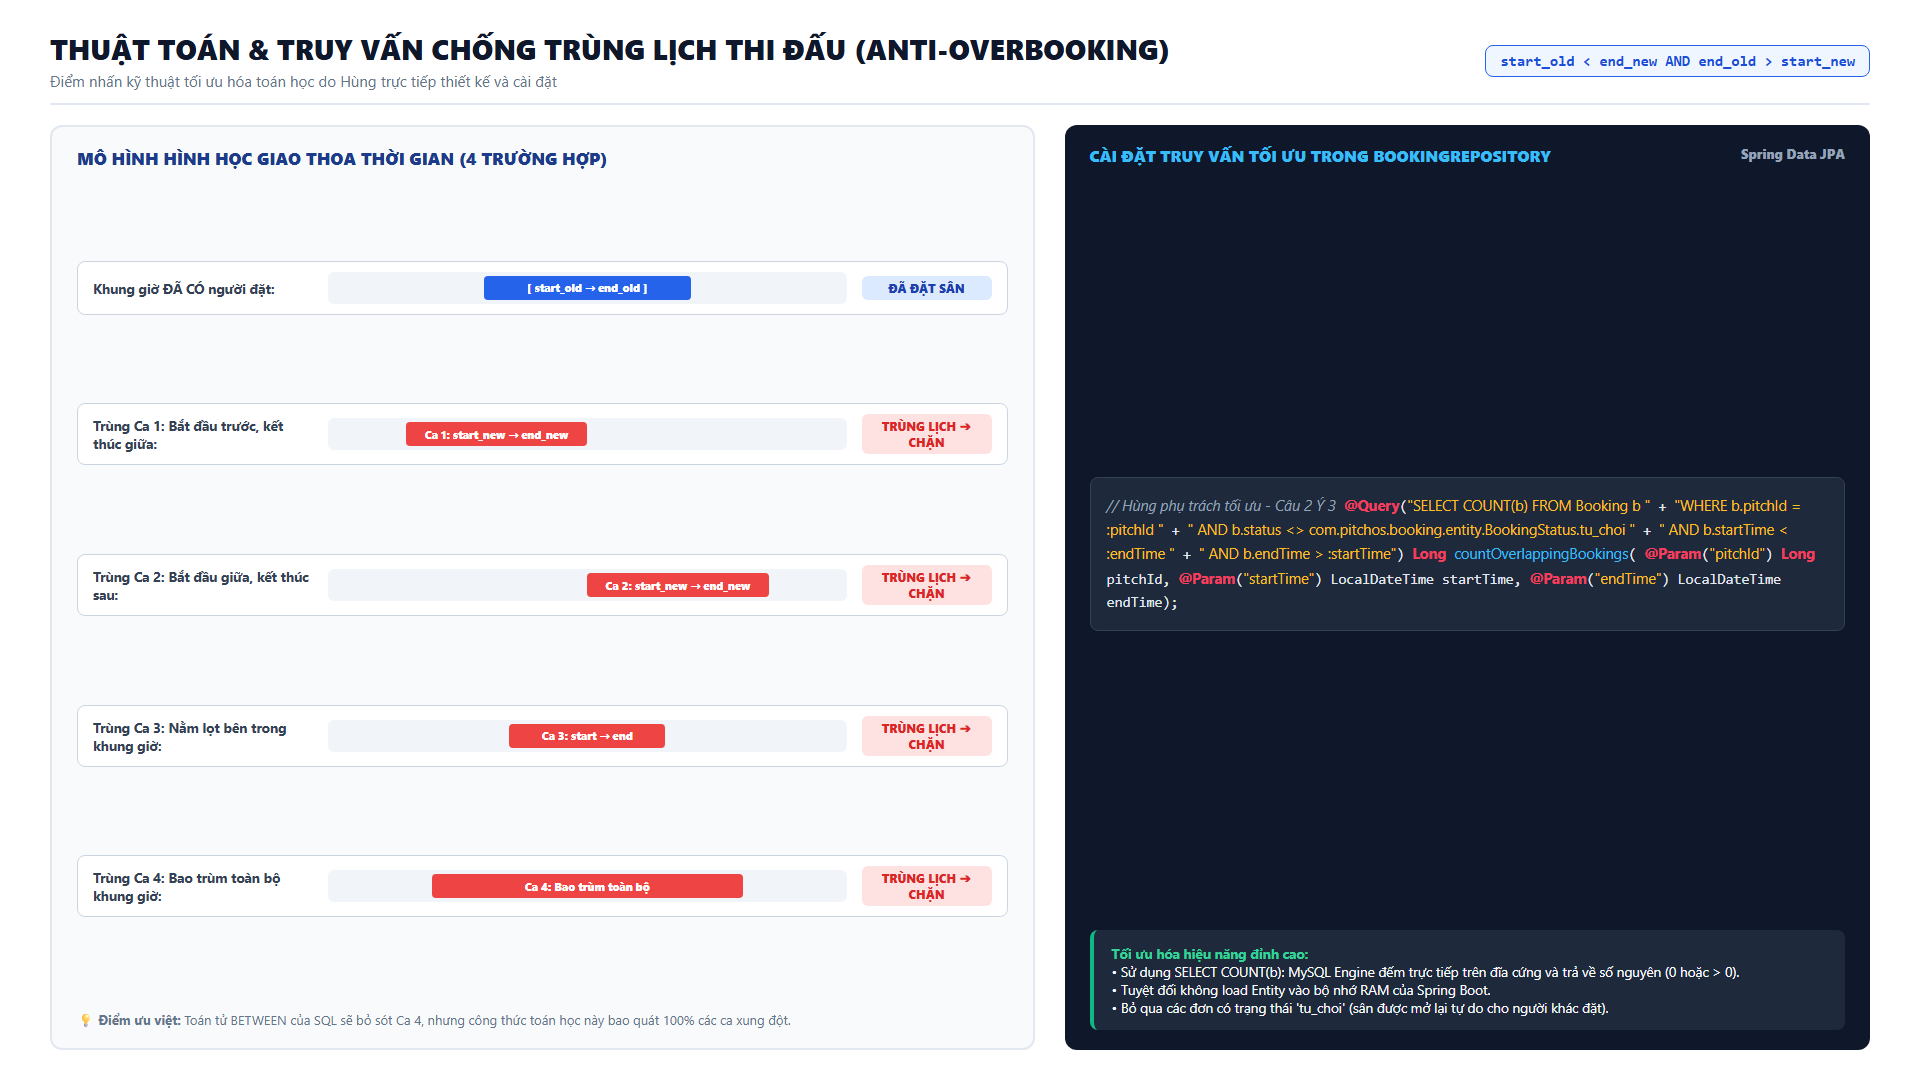 THUẬT TOÁN & TRUY VẤN CHỐNG TRÙNG LỊCH THI ĐẤU (ANTI-OVERBOOKING)
Điểm nhấn kỹ thuật tối ưu hóa toán học do Hùng trực tiếp thiết kế và cài đặt
start_old < end_new AND end_old > start_new
MÔ HÌNH HÌNH HỌC GIAO THOA THỜI GIAN (4 TRƯỜNG HỢP)
Khung giờ ĐÃ CÓ người đặt:
[ start_old → end_old ]
ĐÃ ĐẶT SÂN
Trùng Ca 1: Bắt đầu trước, kết
thúc giữa:
Ca 1: start_new → end_new
TRÙNG LỊCH ➔
CHẶN
Trùng Ca 2: Bắt đầu giữa, kết thúc
sau:
Ca 2: start_new → end_new
TRÙNG LỊCH ➔
CHẶN
Trùng Ca 3: Nằm lọt bên trong
khung giờ:
Ca 3: start → end
TRÙNG LỊCH ➔
CHẶN
Trùng Ca 4: Bao trùm toàn bộ
khung giờ:
Ca 4: Bao trùm toàn bộ
TRÙNG LỊCH ➔
CHẶN
💡 Điểm ưu việt: Toán tử BETWEEN của SQL sẽ bỏ sót Ca 4, nhưng công thức toán học này bao quát 100% các ca xung đột.
CÀI ĐẶT TRUY VẤN TỐI ƯU TRONG BOOKINGREPOSITORY
Spring Data JPA
// Hùng phụ trách tối ưu - Câu 2 Ý 3 @Query("SELECT COUNT(b) FROM Booking b " + "WHERE b.pitchId =
:pitchId " + " AND b.status <> com.pitchos.booking.entity.BookingStatus.tu_choi " + " AND b.startTime <
:endTime " + " AND b.endTime > :startTime") Long countOverlappingBookings( @Param("pitchId") Long
pitchId, @Param("startTime") LocalDateTime startTime, @Param("endTime") LocalDateTime
endTime);
Tối ưu hóa hiệu năng đỉnh cao:
• Sử dụng SELECT COUNT(b): MySQL Engine đếm trực tiếp trên đĩa cứng và trả về số nguyên (0 hoặc > 0).
• Tuyệt đối không load Entity vào bộ nhớ RAM của Spring Boot.
• Bỏ qua các đơn có trạng thái 'tu_choi' (sân được mở lại tự do cho người khác đặt).